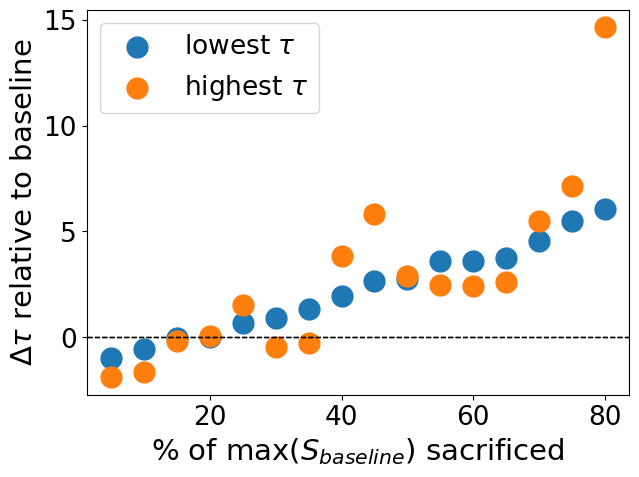 15
10
5
0
20
40
60
80
lowest τ
highest τ
Δτ relative to baseline
% of max(S_baseline) sacrificed